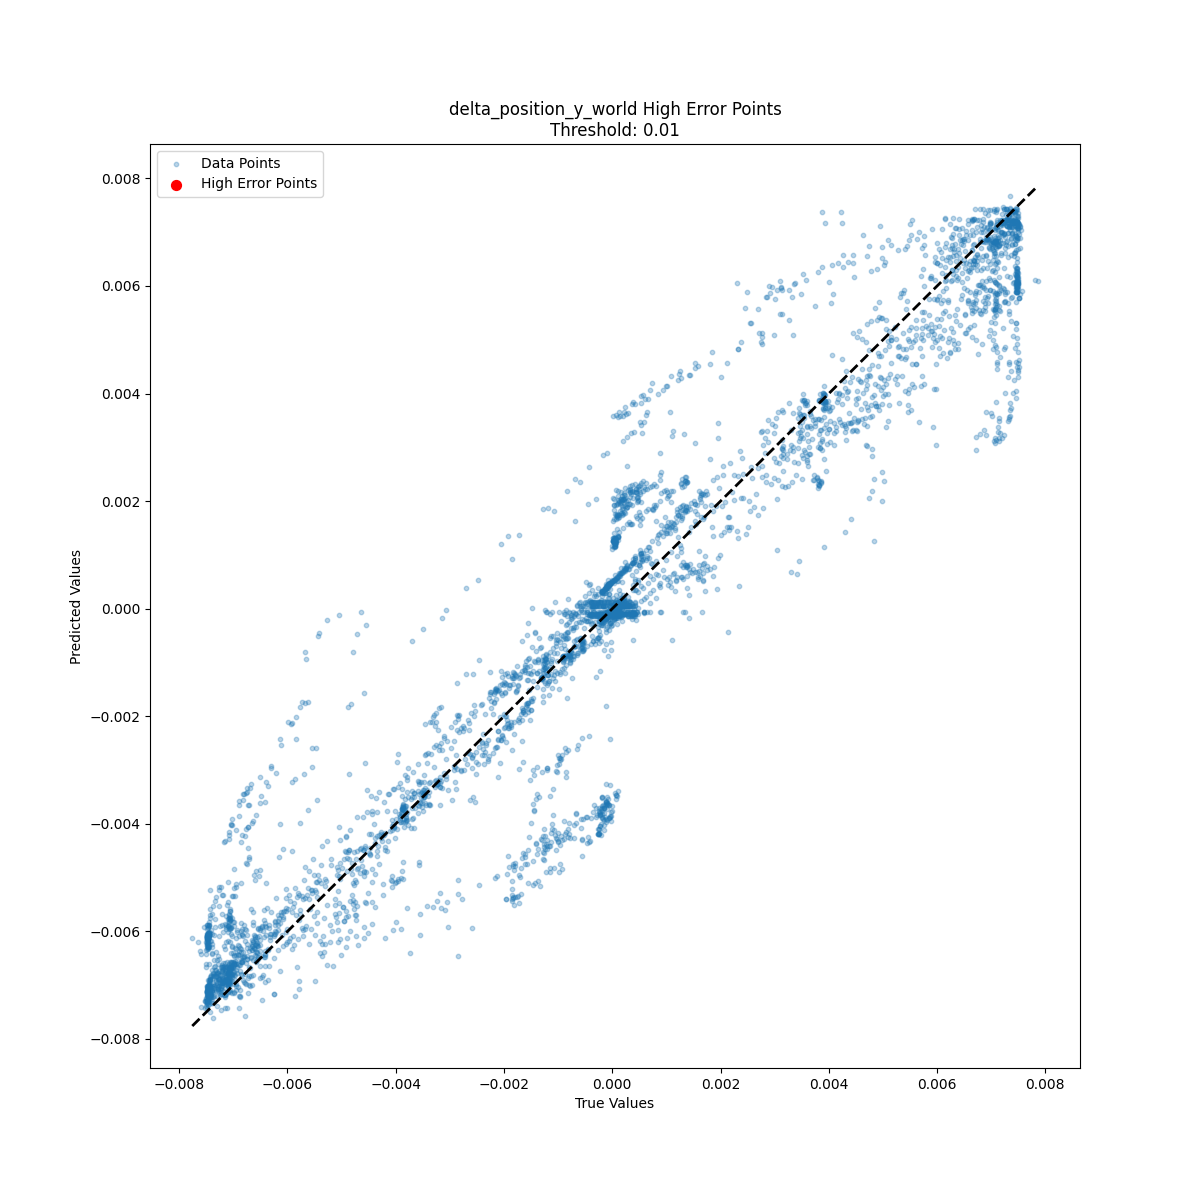 delta_position_y_world High Error Points
Threshold: 0.01
Data Points
High Error Points
0.008
0.006
0.004
0.002
0.000
−0.002
−0.004
−0.006
−0.008
Predicted Values
−0.008 −0.006 −0.004 −0.002 0.000 0.002 0.004 0.006 0.008
True Values